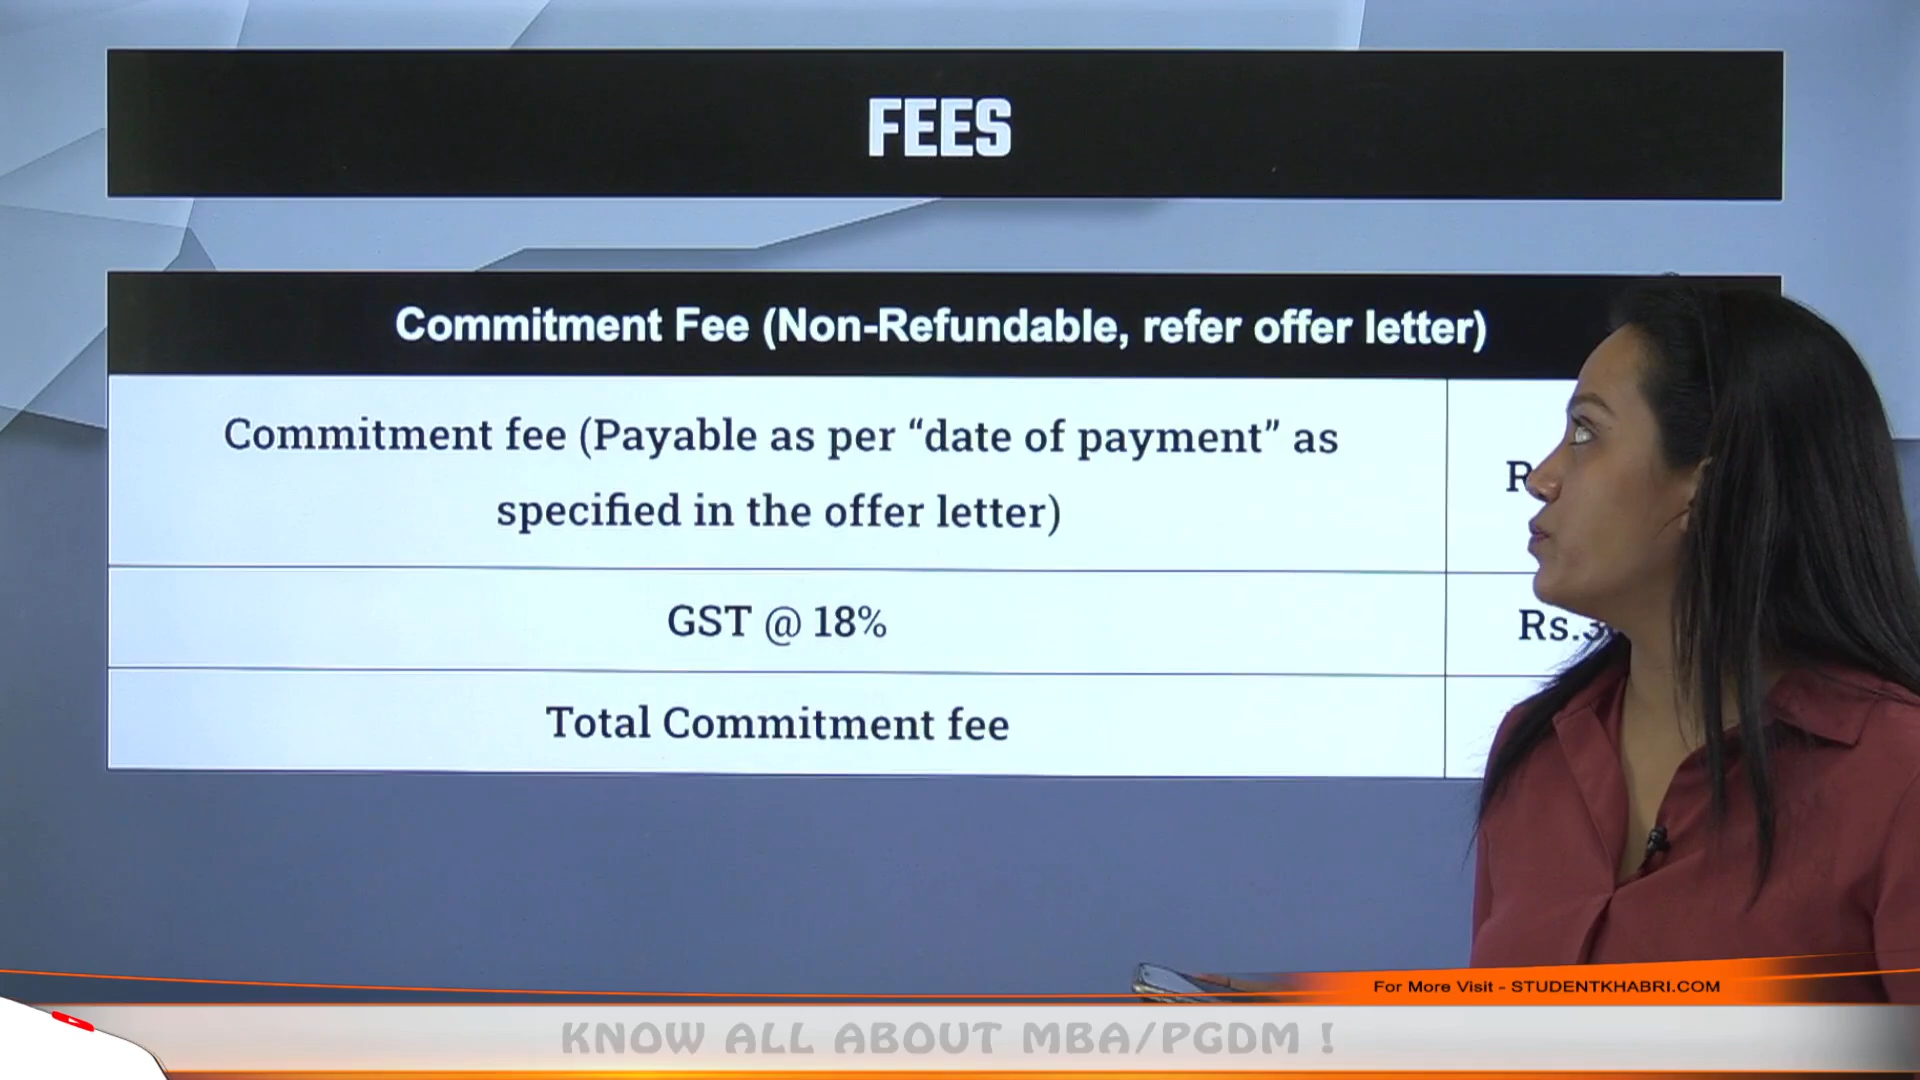 FEES
Commitment Fee (Non-Refundable, refer offer letter)
Commitment fee (Payable as per “date of payment” as
specified in the offer letter)
GST @ 18%
Rs.
Total Commitment fee
For More Visit - STUDENTKHABRI.COM
KNOW ALL ABOUT MBA/PGDM !